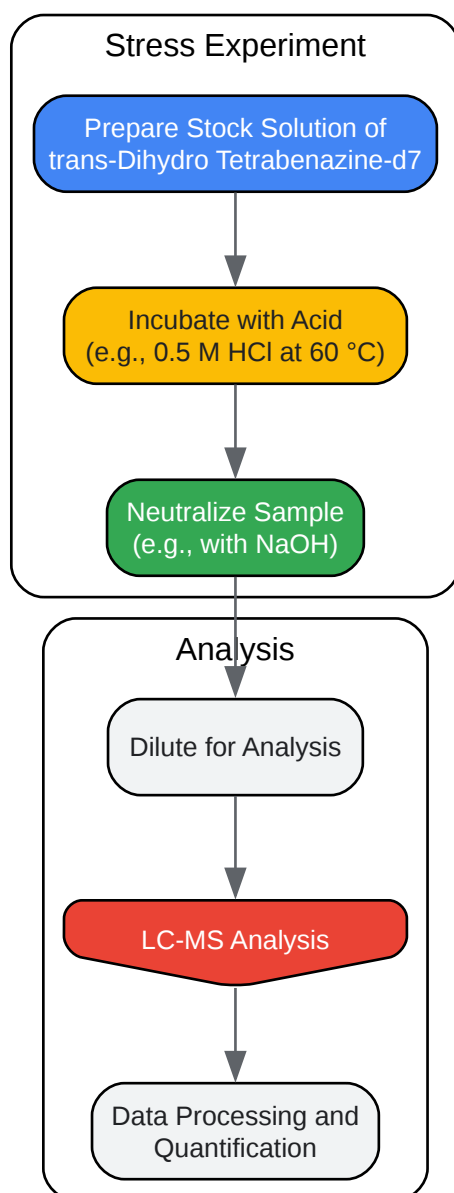 Stress Experiment
Prepare Stock Solution of
trans-Dihydro Tetrabenazine-d7
Incubate with Acid
(e.g., 0.5 M HCl at 60 °C)
Neutralize Sample
(e.g., with NaOH)
Analysis
Dilute for Analysis
LC-MS Analysis
Data Processing and
Quantification